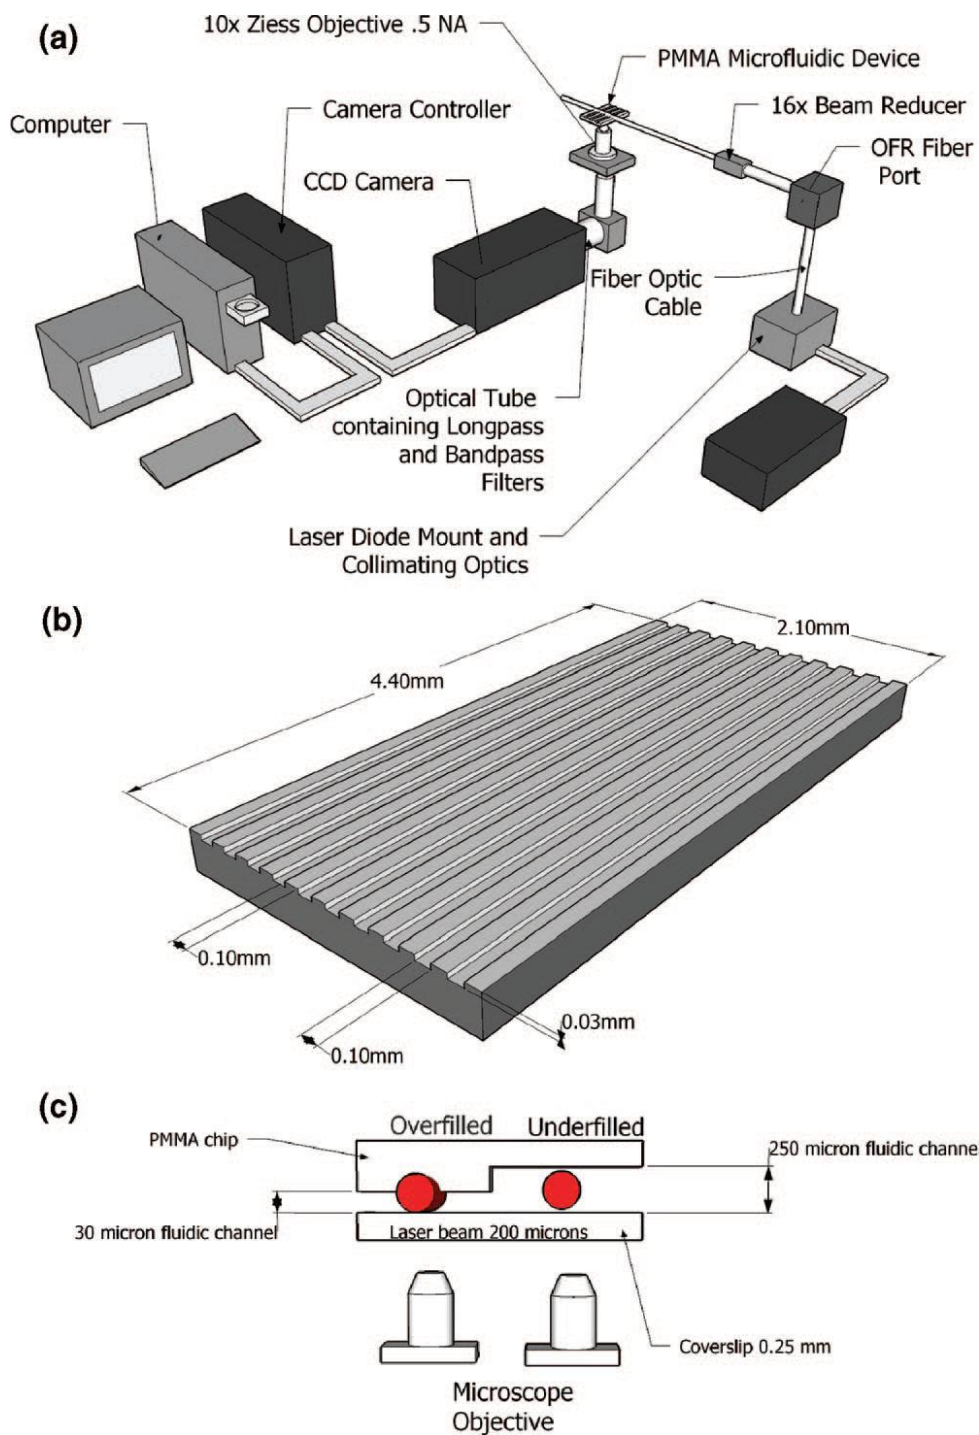 (a)
10x Ziess Objective .5 NA
PMMA Microfluidic Device
Camera Controller
16x Beam Reducer
Computer
OFR Fiber
Port
CCD Camera
Fiber Optic
Cable
Optical Tube
containing Longpass
and Bandpass
Filters
Laser Diode Mount and
Collimating Optics
(b)
2.10mm
4.40mm
0.10mm
0.03mm
0.10mm
(c)
Overfilled
Underfilled
PMMA chip
250 micron fluidic channel
30 micron fluidic channel
Laser beam 200 microns
Coverslip 0.25 mm
Microscope
Objective